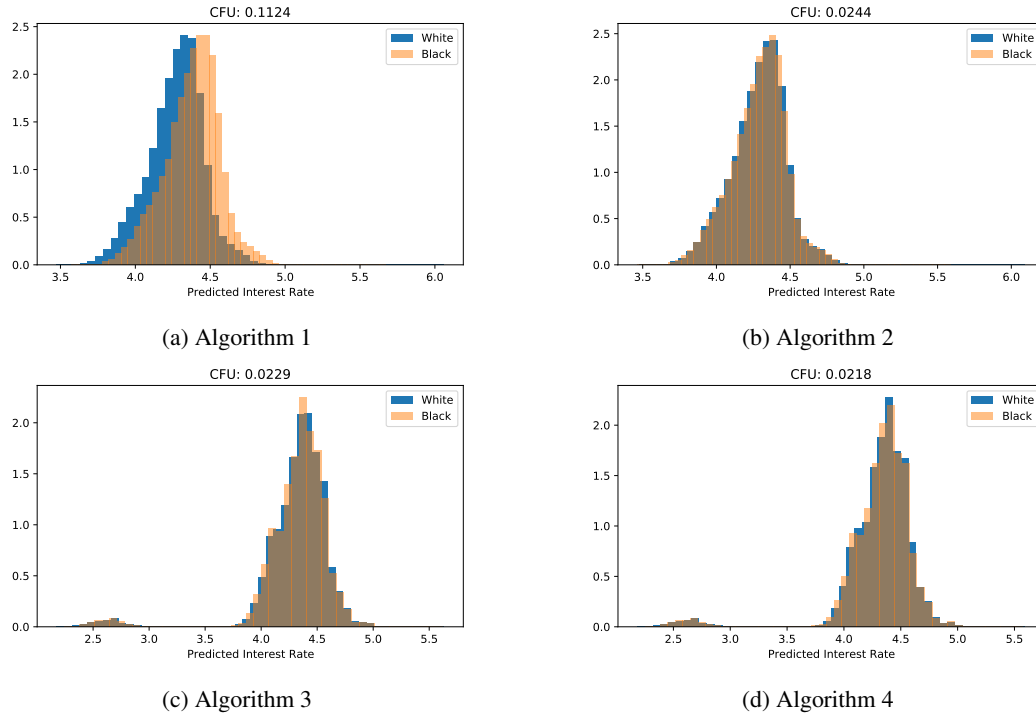 CFU: 0.1124
2.5
2.0
1.5
1.0
0.5
0.0
White
Black
3.5 4.0 4.5 5.0 5.5 6.0
Predicted Interest Rate
(a) Algorithm 1
CFU: 0.0244
2.5
2.0
1.5
1.0
0.5
0.0
White
Black
3.5 4.0 4.5 5.0 5.5 6.0
Predicted Interest Rate
(b) Algorithm 2
CFU: 0.0229
2.0
1.5
1.0
0.5
0.0
White
Black
2.5 3.0 3.5 4.0 4.5 5.0 5.5
Predicted Interest Rate
(c) Algorithm 3
CFU: 0.0218
2.0
1.5
1.0
0.5
0.0
White
Black
2.5 3.0 3.5 4.0 4.5 5.0 5.5
Predicted Interest Rate
(d) Algorithm 4